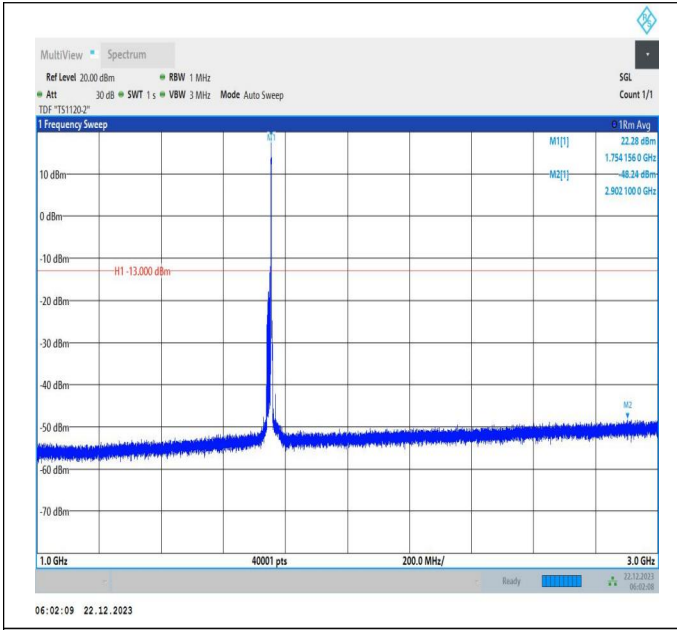 R S
MultiView Spectrum
Ref Level 20.00 dBm RBW 1 MHz SGL
Att 30 dB SWT 1 s VBW 3 MHz Mode Auto Sweep Count 1/1
TDF "TS1120-2"
1 Frequency Sweep 1Rm Avg
M1 M1[1] 22.28 dBm
1.754 156 0 GHz
10 dBm M2[1] -48.24 dBm
2.902 100 0 GHz
0 dBm
-10 dBm
H1 -13.000 dBm
-20 dBm
-30 dBm
-40 dBm
M2
-50 dBm
-60 dBm
-70 dBm
1.0 GHz 40001 pts 200.0 MHz/ 3.0 GHz
Ready 22.12.2023
06:02:08
06:02:09 22.12.2023